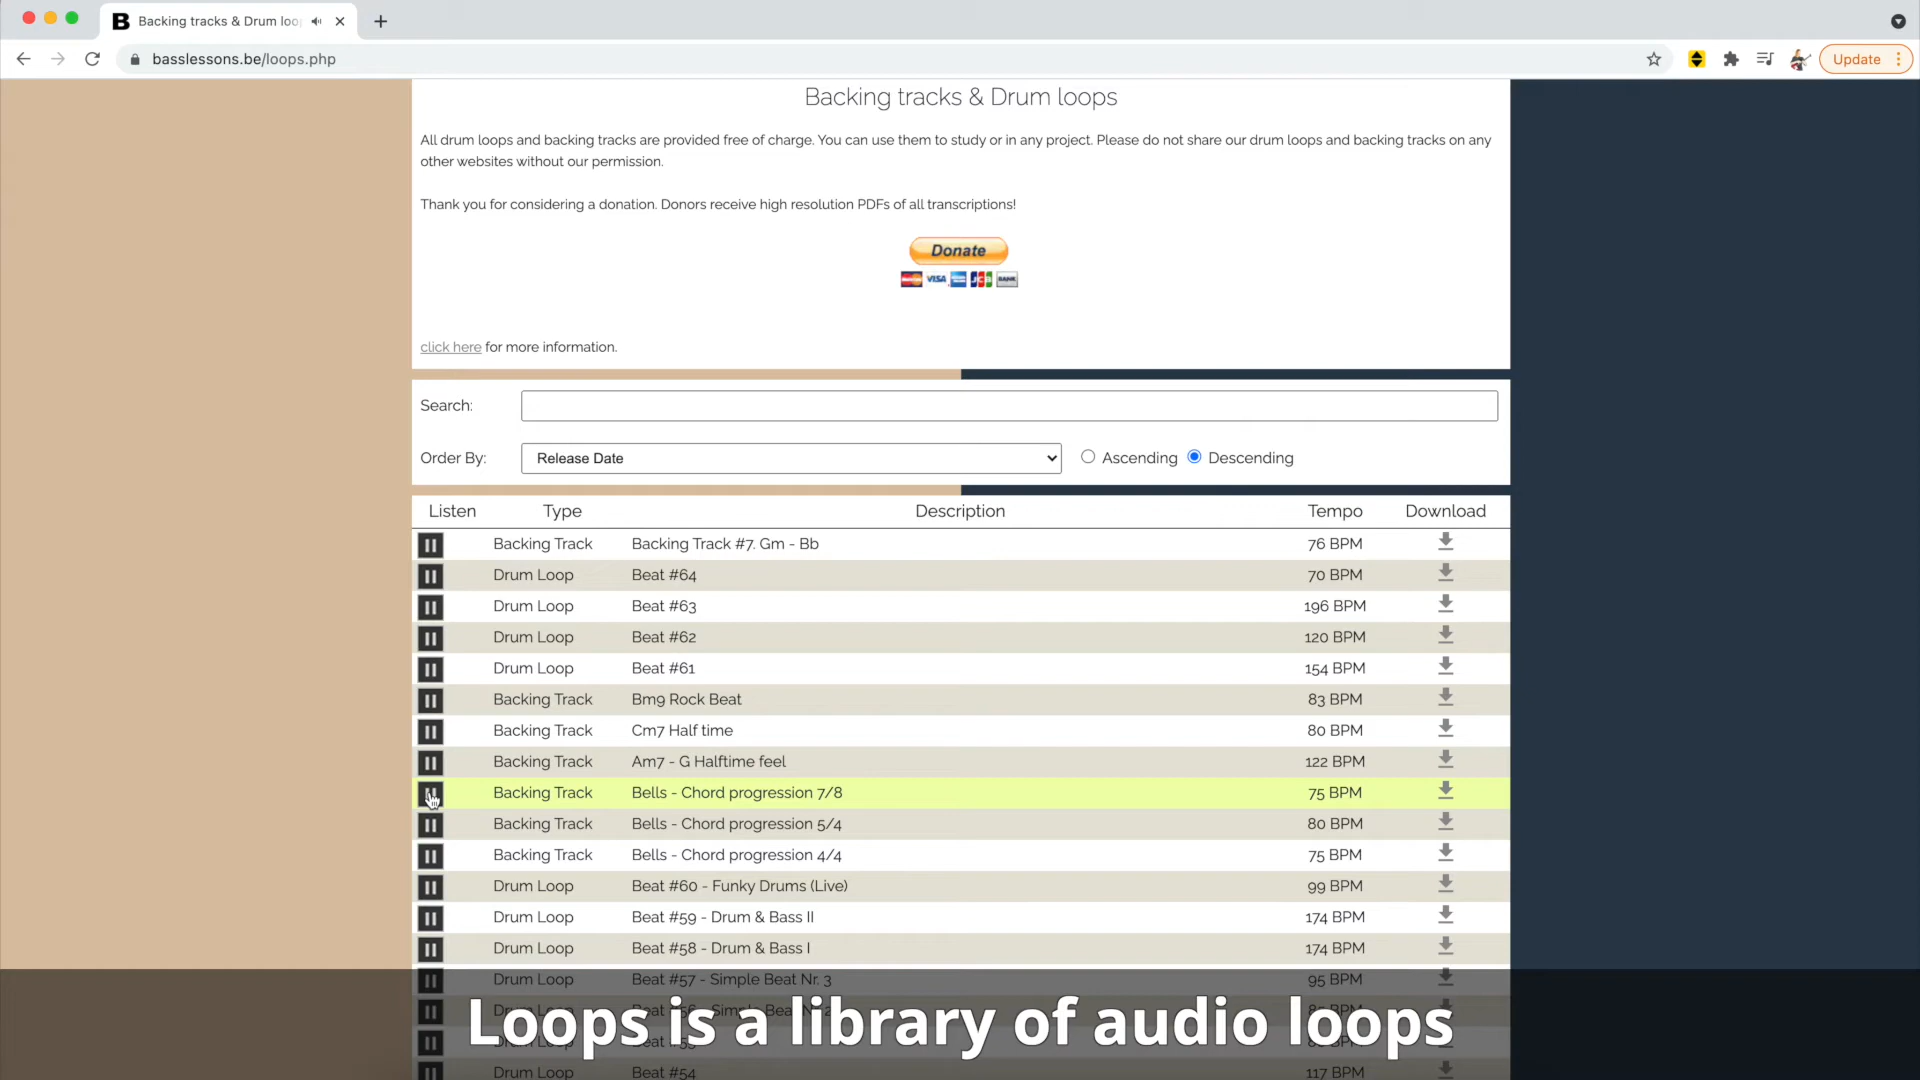 Backing tracks & Drum loo
basslessons.be/loops.php
Update
Backing tracks & Drum loops
All drum loops and backing tracks are provided free of charge. You can use them to study or in any project. Please do not share our drum loops and backing tracks on any
other websites without our permission.
Thank you for considering a donation. Donors receive high resolution PDFs of all transcriptions!
Donate
VISA JCB BANK
click here for more information.
Search:
Order By: Release Date Ascending Descending
Listen Type Description Tempo Download
Backing Track Backing Track #7. Gm - Bb 76 BPM
Drum Loop Beat #64 70 BPM
Drum Loop Beat #63 196 BPM
Drum Loop Beat #62 120 BPM
Drum Loop Beat #61 154 BPM
Backing Track Bm9 Rock Beat 83 BPM
Backing Track Cm7 Half time 80 BPM
Backing Track Am7 - G Halftime feel 122 BPM
Backing Track Bells - Chord progression 7/8 75 BPM
Backing Track Bells - Chord progression 5/4 80 BPM
Backing Track Bells - Chord progression 4/4 75 BPM
Drum Loop Beat #60 - Funky Drums (Live) 99 BPM
Drum Loop Beat #59 - Drum & Bass II 174 BPM
Drum Loop Beat #58 - Drum & Bass I 174 BPM
Drum Loop Beat #57 - Simple Beat Nr. 3 95 BPM
Loops is a library of audio loops
Drum Loop Beat #54 117 BPM